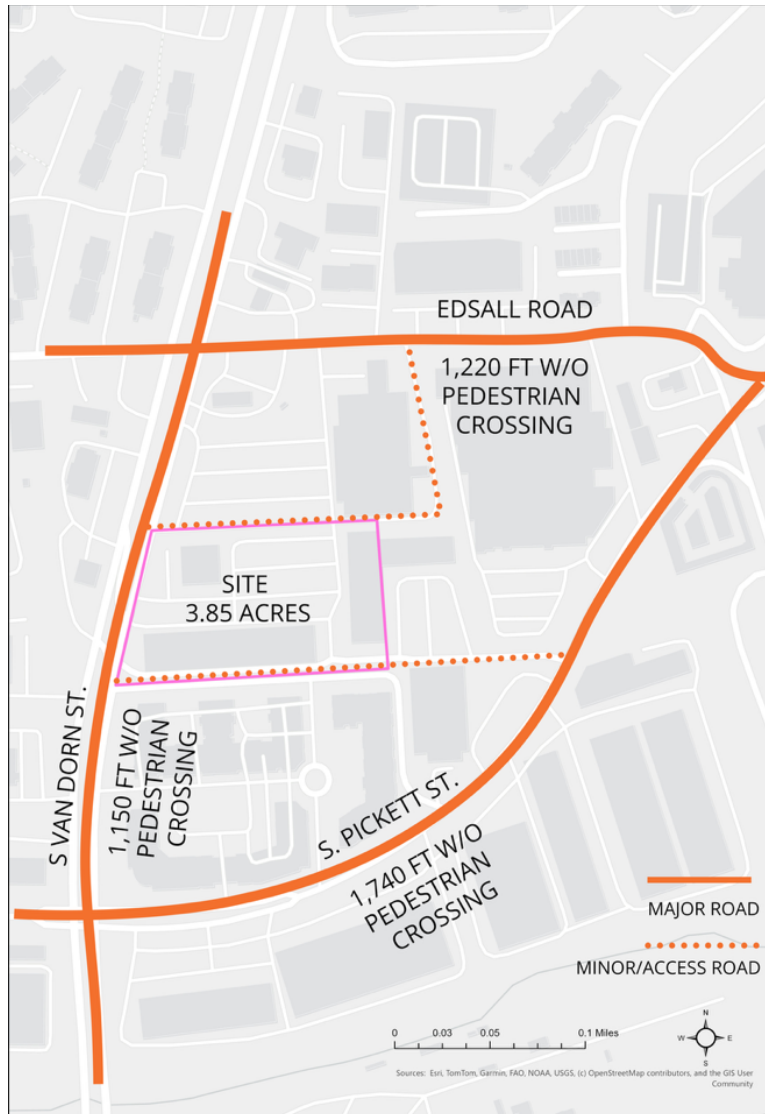 EDSALL ROAD
1,220 FT W/O
PEDESTRIAN
CROSSING
SITE
3.85 ACRES
S VAN DORN ST.
1,150 FT W/O
PEDESTRIAN
CROSSING
S. PICKETT ST.
1,740 FT W/O
PEDESTRIAN
CROSSING
MAJOR ROAD
MINOR/ACCESS ROAD
0 0.03 0.05 0.1 Miles
N
W E
S
Sources: Esri, TomTom, Garmin, FAO, NOAA, USGS, (c) OpenStreetMap contributors, and the GIS User
Community